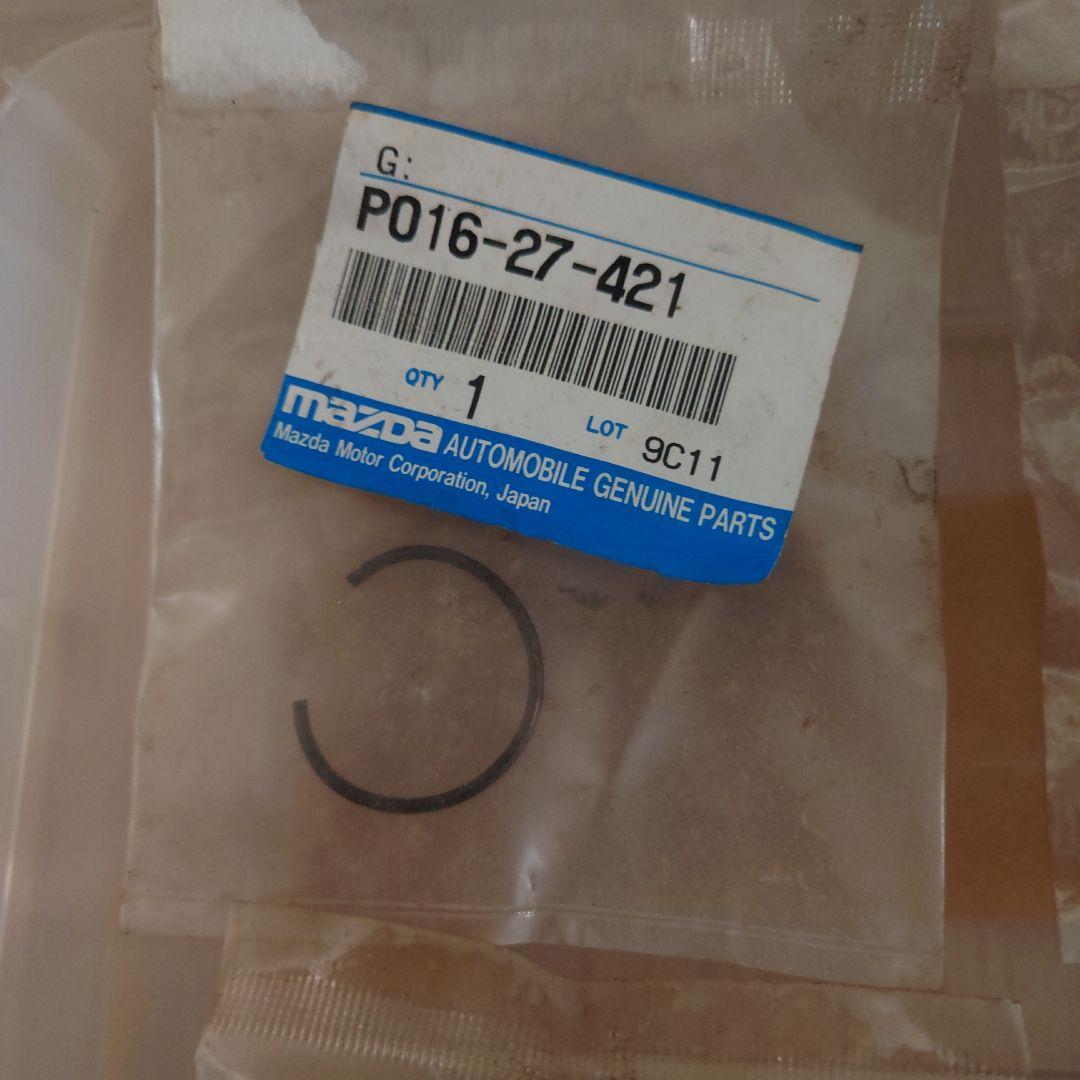 G:
P016-27-421
QTY 1
LOT 9C11
mazda AUTOMOBILE GENUINE PARTS
Mazda Motor Corporation, Japan